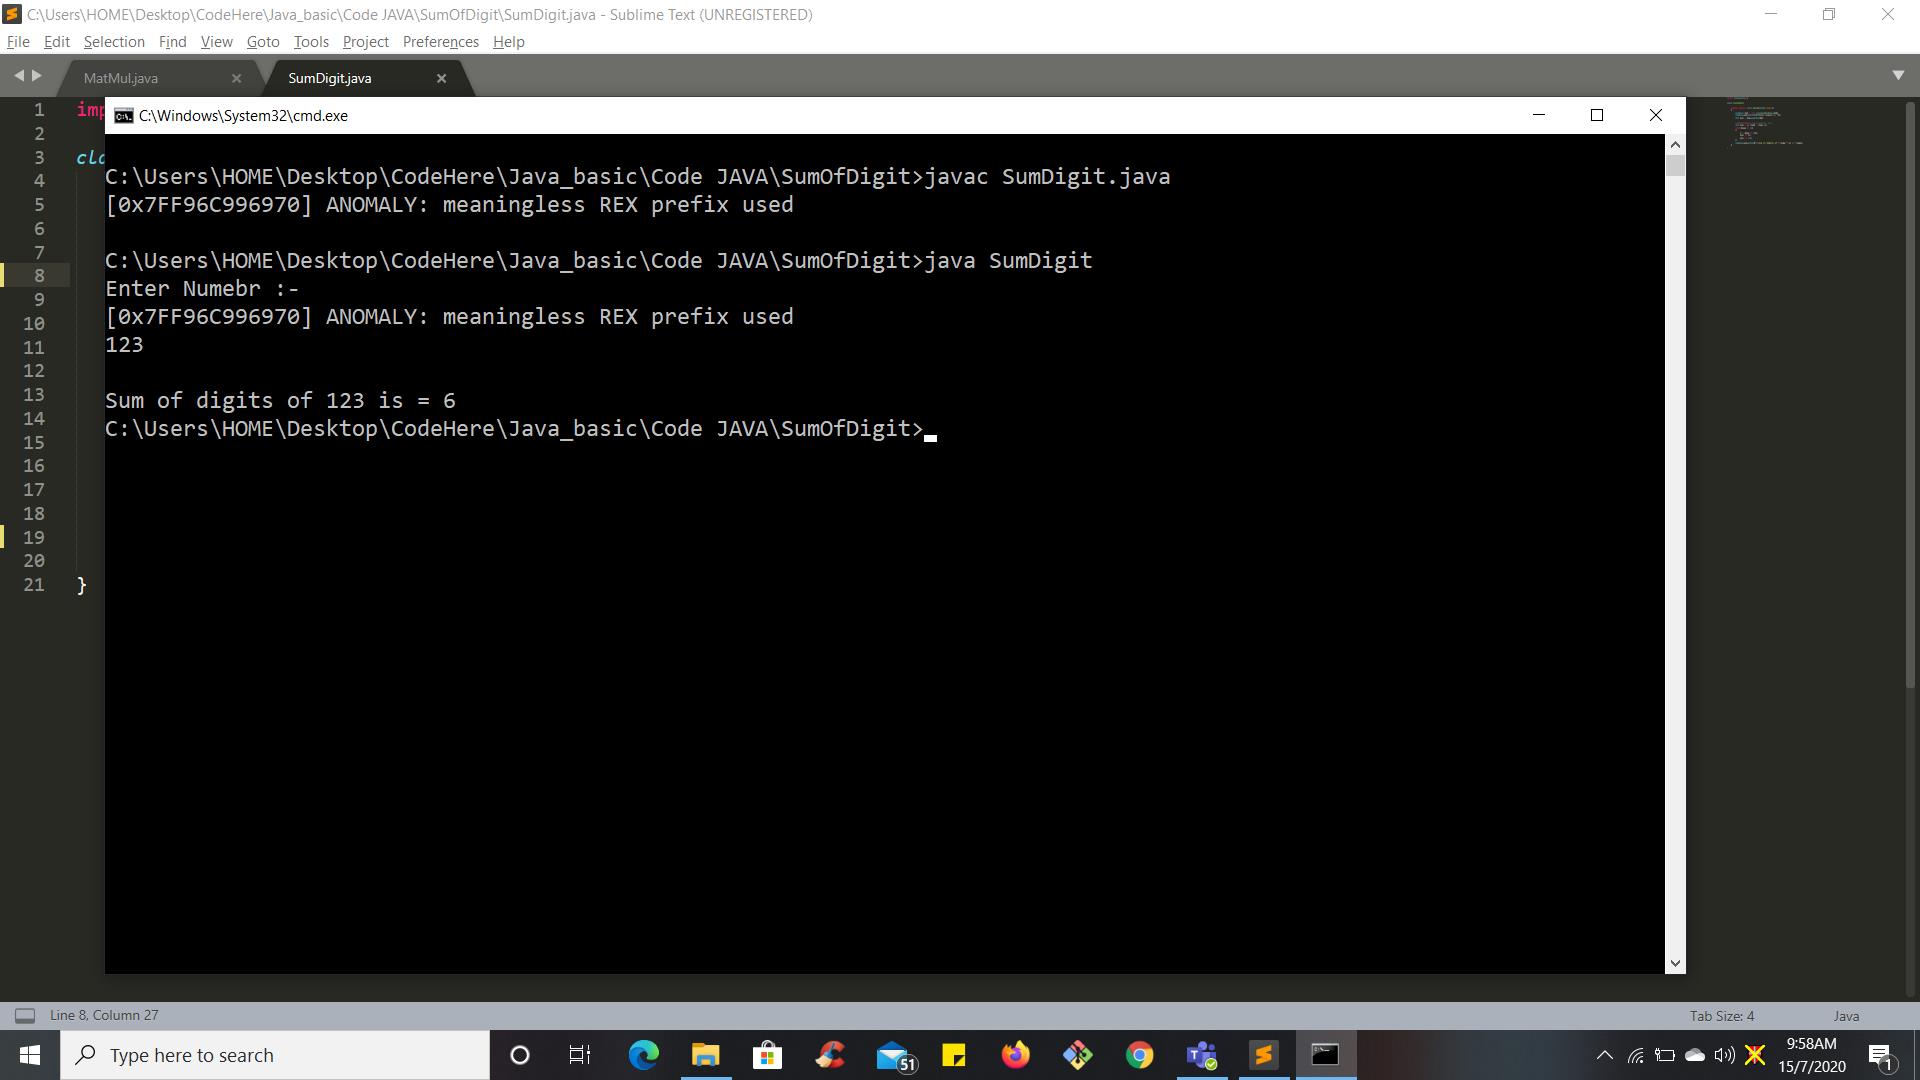 C:\Users\HOME\Desktop\CodeHere\Java_basic\Code JAVA\SumOfDigit\SumDigit.java - Sublime Text (UNREGISTERED)
File Edit Selection Find View Goto Tools Project Preferences Help
MatMul.java × SumDigit.java ×
1 imp
2
3 cla
4
5
6
7
8
9
10
11
12
13
14
15
16
17
18
19
20
21 }
C:\Windows\System32\cmd.exe
C:\Users\HOME\Desktop\CodeHere\Java_basic\Code JAVA\SumOfDigit>javac SumDigit.java
[0x7FF96C996970] ANOMALY: meaningless REX prefix used
C:\Users\HOME\Desktop\CodeHere\Java_basic\Code JAVA\SumOfDigit>java SumDigit
Enter Numebr :-
[0x7FF96C996970] ANOMALY: meaningless REX prefix used
123
Sum of digits of 123 is = 6
C:\Users\HOME\Desktop\CodeHere\Java_basic\Code JAVA\SumOfDigit>
Line 8, Column 27 Tab Size: 4 Java
Type here to search 51 9:58AM
15/7/2020 1